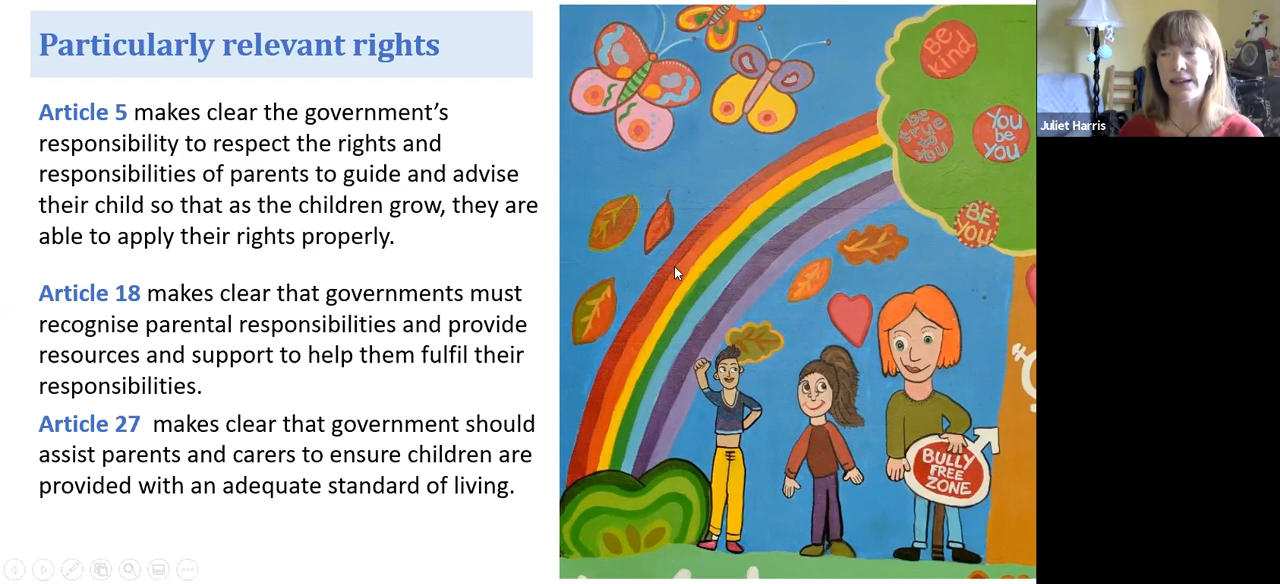 Particularly relevant rights
Article 5 makes clear the government’s
responsibility to respect the rights and
responsibilities of parents to guide and advise
their child so that as the children grow, they are
able to apply their rights properly.
Article 18 makes clear that governments must
recognise parental responsibilities and provide
resources and support to help them fulfil their
responsibilities.
Article 27 makes clear that government should
assist parents and carers to ensure children are
provided with an adequate standard of living.
Be
kind
be
true
to
you
You
be
You
BE
YOU
BULLY
FREE
ZONE
Juliet Harris